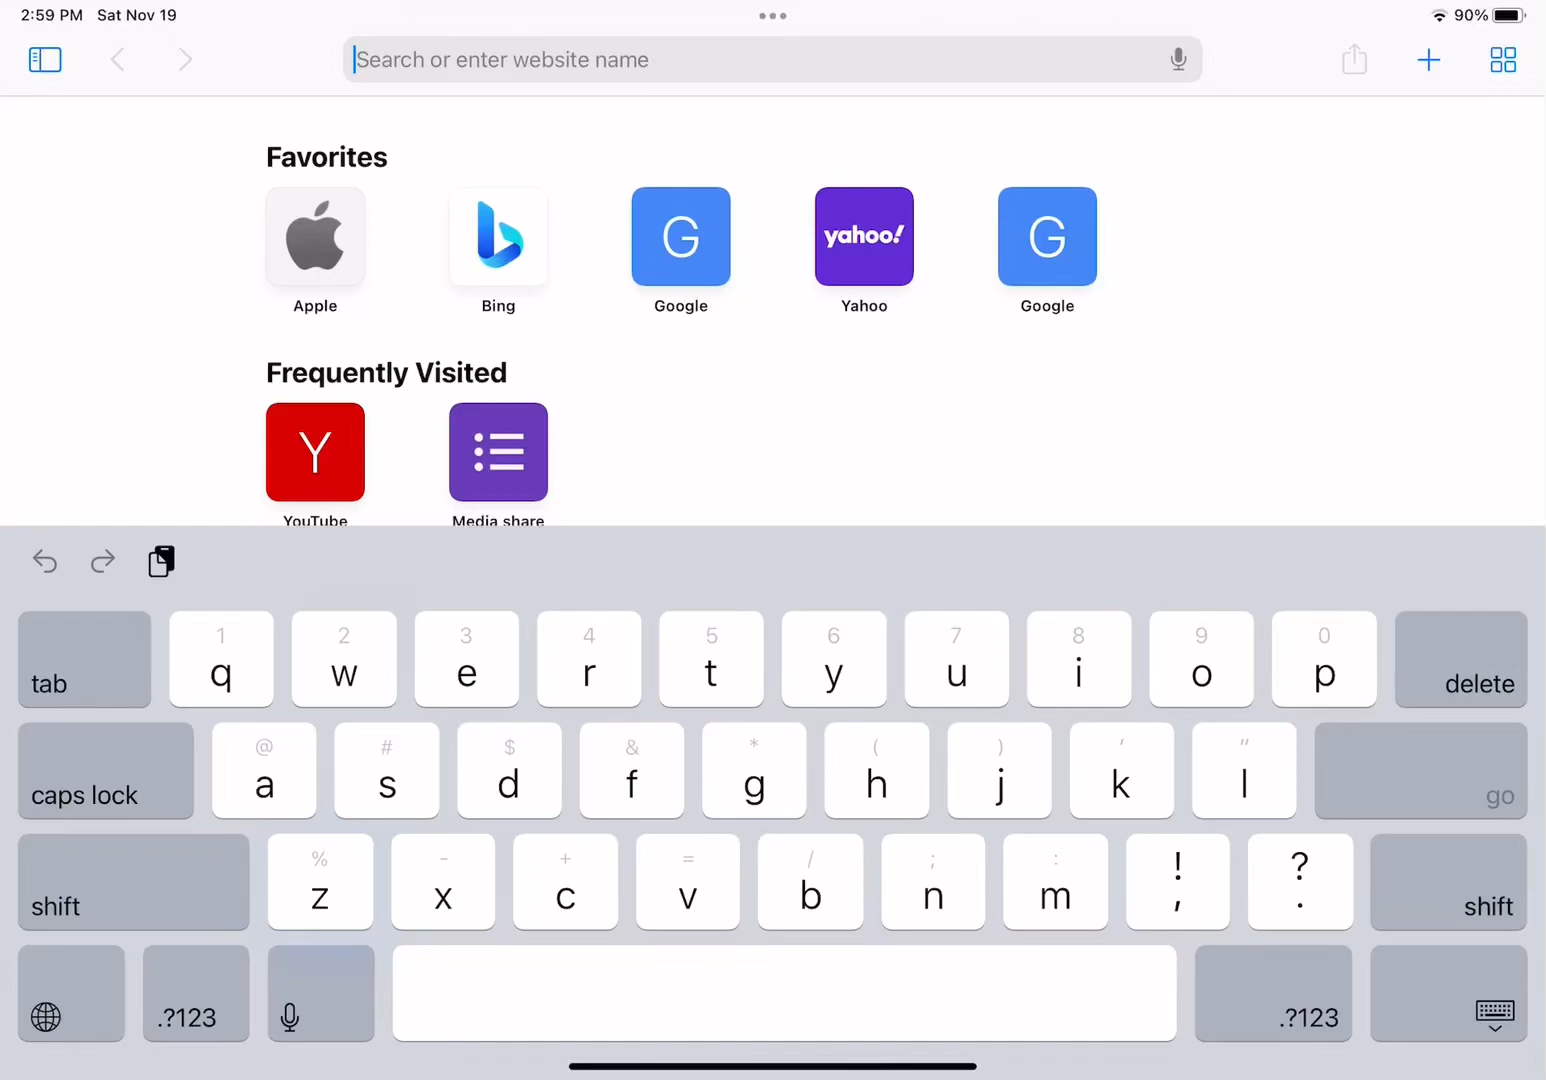 2:59 PM Sat Nov 19
90%
Search or enter website name
Favorites
G
yahoo!
G
Apple
Bing
Google
Yahoo
Google
Frequently Visited
Y
YouTube
Media share
1 2 3 4 5 6 7 8 9 0
tab q w e r t y u i o p delete
@ # $ & * ( ) ' "
caps lock a s d f g h j k l go
% - + = / ; : ! ?
shift z x c v b n m , . shift
.?123 .?123